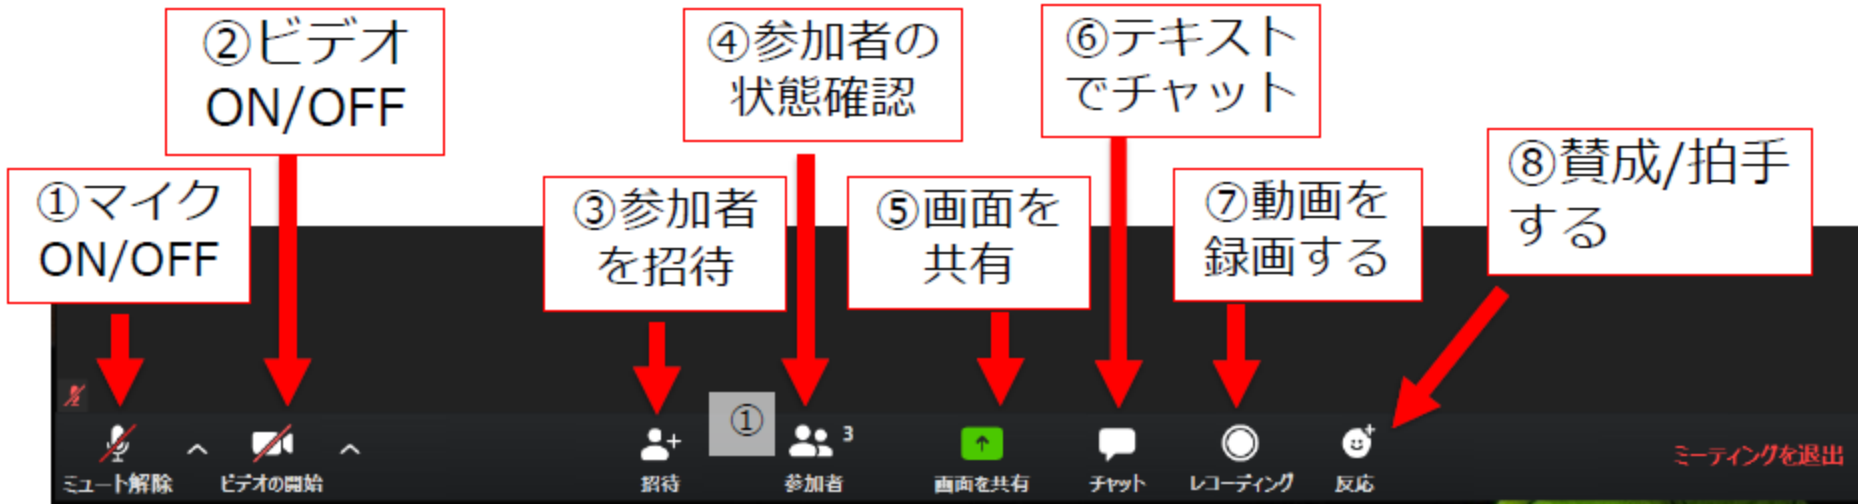 ②ビデオ
ON/OFF
④参加者の
状態確認
⑥テキスト
でチャット
⑧賛成/拍手
する
①マイク
ON/OFF
③参加者
を招待
⑤画面を
共有
⑦動画を
録画する
①
3
ミュート解除
ビデオの開始
招待
参加者
画面を共有
チャット
レコーディング
反応
ミーティングを退出